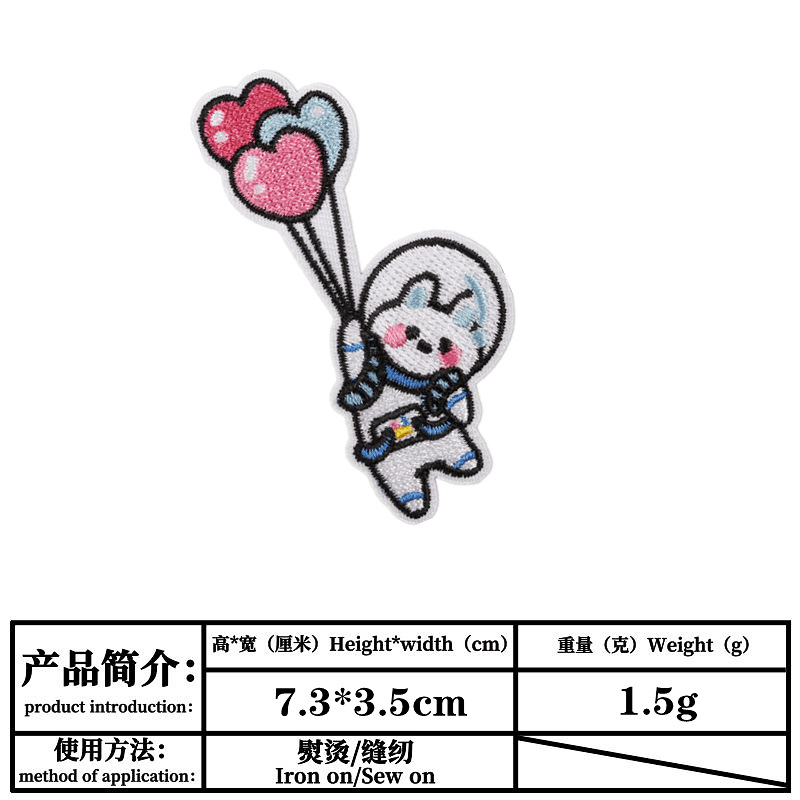 产品简介：
product introduction：
高*宽（厘米）Height*width（cm）
重量（克）Weight（g）
7.3*3.5cm
1.5g
使用方法：
method of application：
熨烫/缝纫
Iron on/Sew on